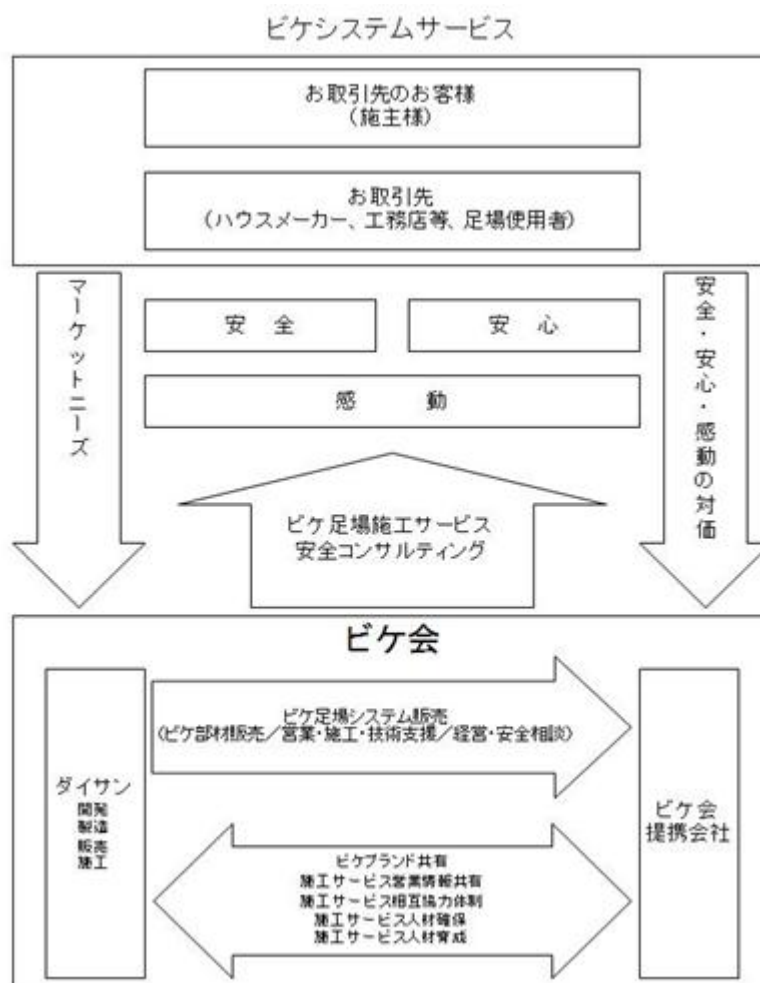 ビケシステムサービス
お取引先のお客様
(施主様)
お取引先
(ハウスメーカー、工務店等、足場使用者)
マーケットニーズ
安　全
安　心
安全・安心・感動の対価
感　動
ビケ足場施工サービス
安全コンサルティング
ビケ会
ビケ足場システム販売
(ビケ部材販売／営業・施工・技術支援／経営・安全相談)
ダイサン
開発
製造
販売
施工
ビケ会
提携会社
ビケブランド共有
施工サービス営業情報共有
施工サービス相互協力体制
施工サービス人材確保
施工サービス人材育成